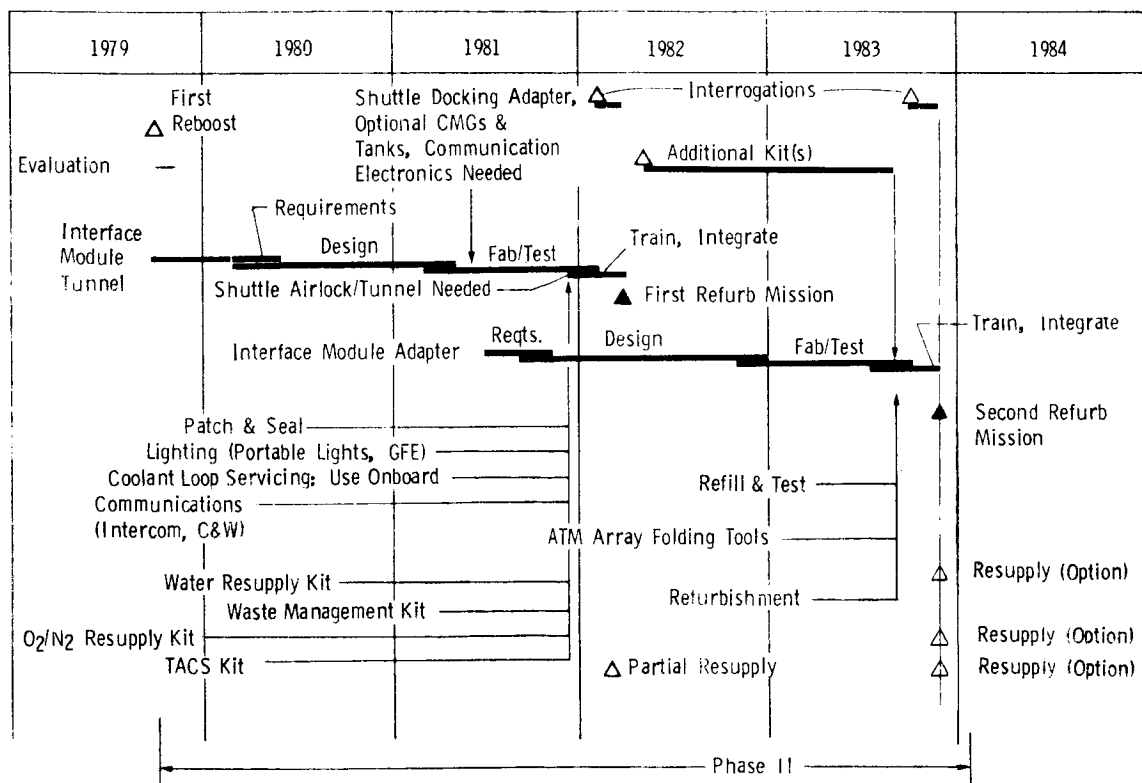 1979 1980 1981 1982 1983 1984
First
Reboost
Shuttle Docking Adapter,
Optional CMGs &
Tanks, Communication
Electronics Needed
Interrogations
Evaluation
Additional Kit(s)
Requirements
Interface
Module
Tunnel
Design
Fab/Test
Train, Integrate
Shuttle Airlock/Tunnel Needed
First Refurb Mission
Interface Module Adapter
Reqts.
Design
Fab/Test
Train, Integrate
Patch & Seal
Lighting (Portable Lights, GFE)
Coolant Loop Servicing: Use Onboard
Communications
(Intercom, C&W)
Second Refurb
Mission
Refill & Test
ATM Array Folding Tools
Refurbishment
Water Resupply Kit
Waste Management Kit
O2/N2 Resupply Kit
TACS Kit
Partial Resupply
Resupply (Option)
Resupply (Option)
Resupply (Option)
Phase II